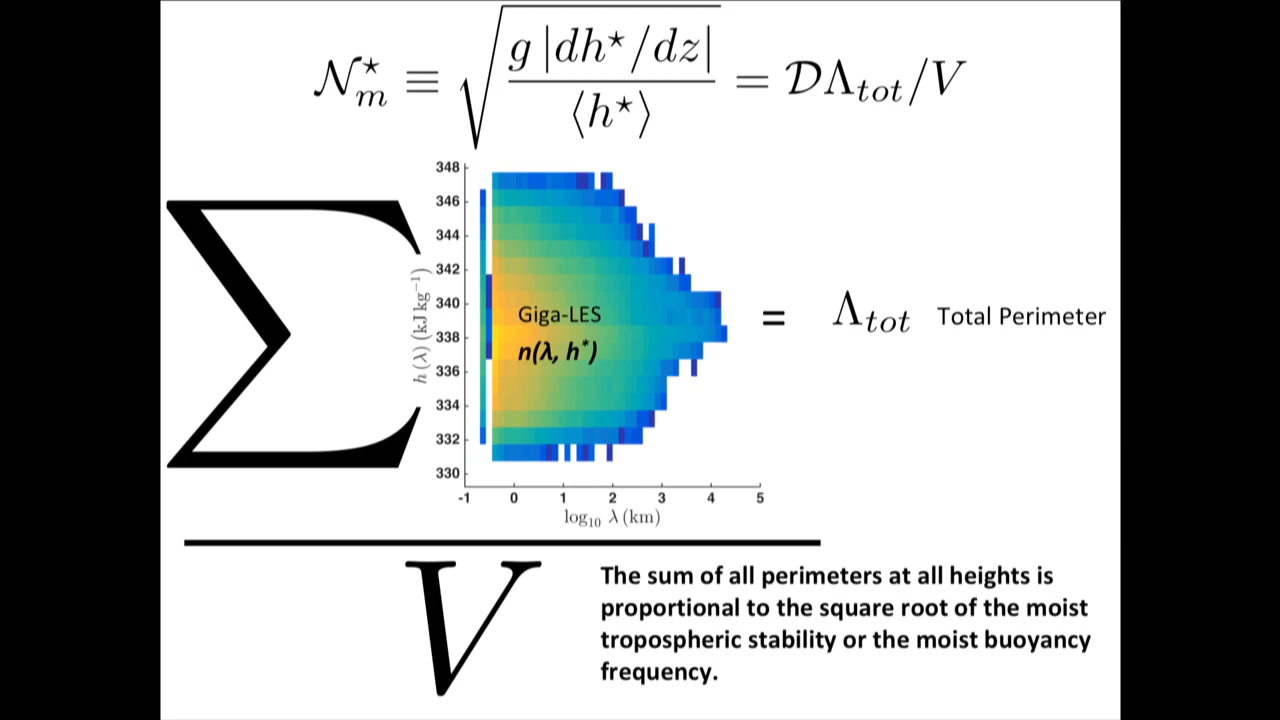 𝒩*ₘ ≡ √(g |dh*/dz| / ⟨h*⟩) = 𝒟Λₜₒₜ/V
348
346
344
342
340
338
336
334
332
330
h (λ) (kJ kg⁻¹)
Giga-LES
n(λ, h*)
-1 0 1 2 3 4 5
log₁₀ λ (km)
∑
= Λₜₒₜ Total Perimeter
V
The sum of all perimeters at all heights is
proportional to the square root of the moist
tropospheric stability or the moist buoyancy
frequency.